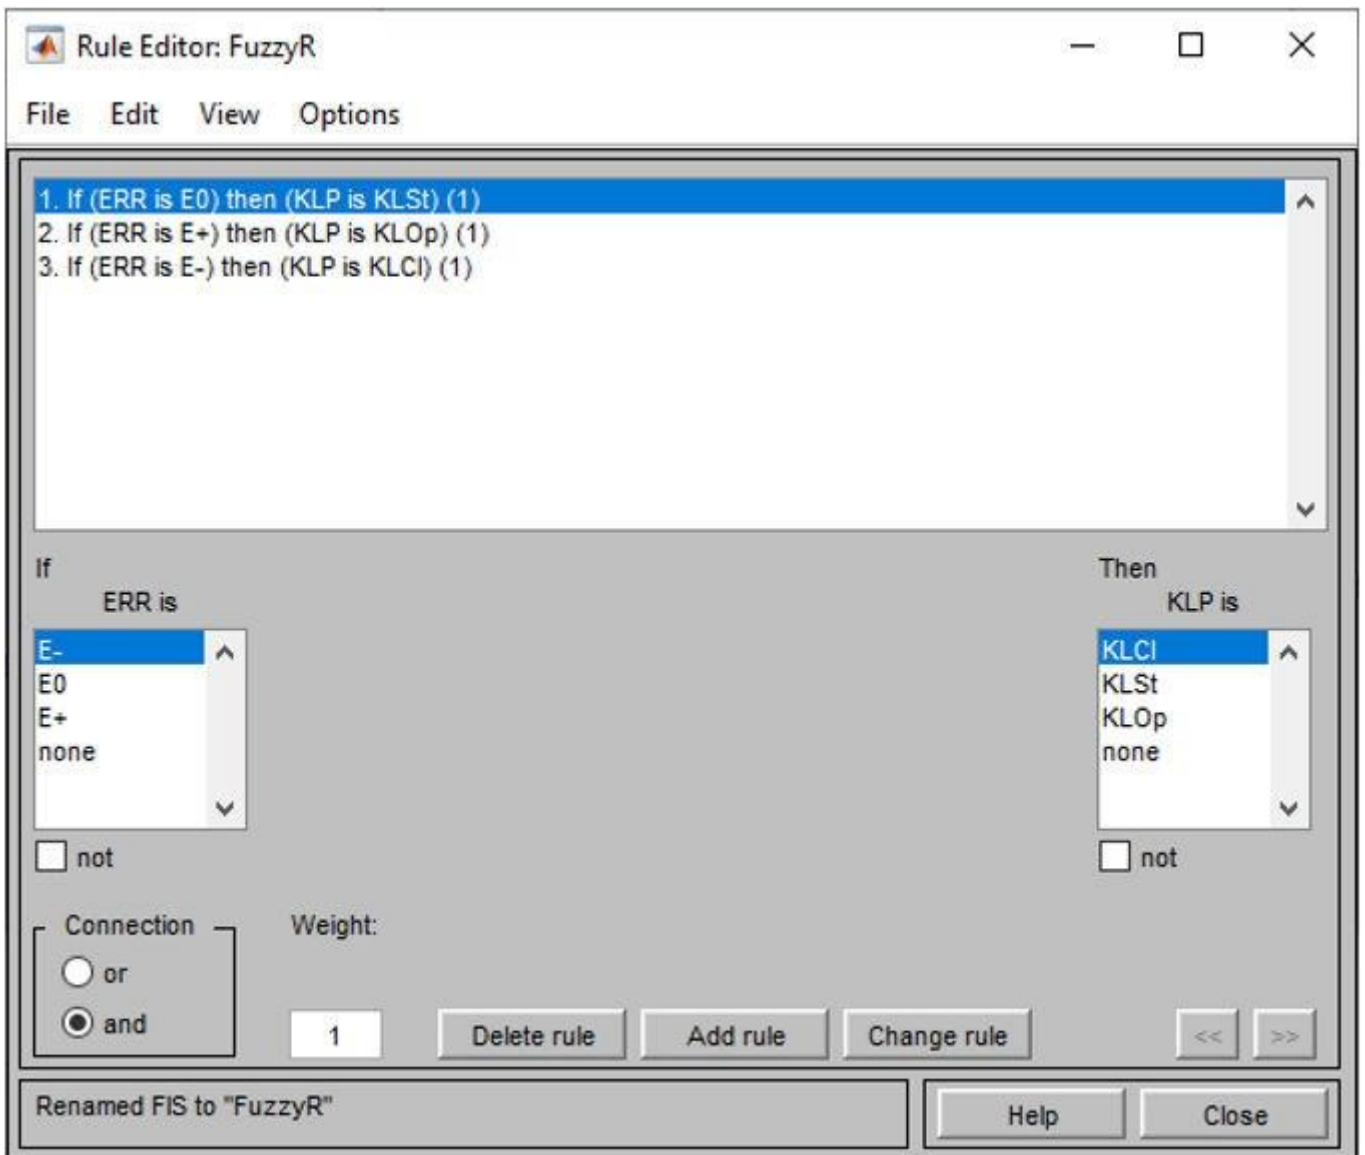 Rule Editor: FuzzyR
File Edit View Options
1. If (ERR is E0) then (KLP is KLSt) (1)
2. If (ERR is E+) then (KLP is KLOp) (1)
3. If (ERR is E-) then (KLP is KLCl) (1)
If Then
ERR is KLP is
E- KLCl
E0 KLSt
E+ KLOp
none none
not not
Connection Weight:
or
and 1 Delete rule Add rule Change rule << >>
Renamed FIS to "FuzzyR" Help Close